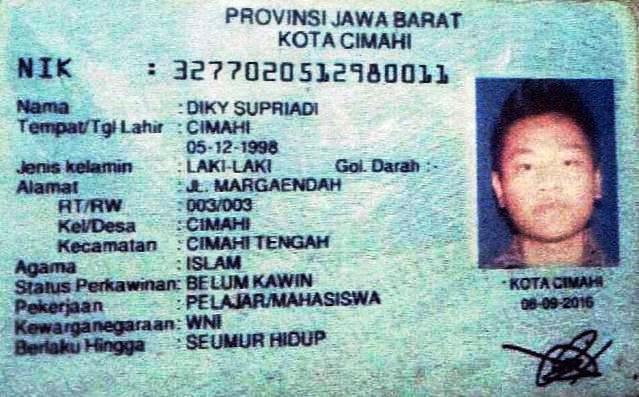 PROVINSI JAWA BARAT
KOTA CIMAHI
NIK : 3277020512980011
Nama : DIKY SUPRIADI
Tempat/Tgl Lahir : CIMAHI
05-12-1998
Jenis kelamin : LAKI-LAKI Gol. Darah :-
Alamat : JL. MARGAENDAH
RT/RW : 003/003
Kel/Desa : CIMAHI
Kecamatan : CIMAHI TENGAH
Agama : ISLAM
Status Perkawinan: BELUM KAWIN
Pekerjaan : PELAJAR/MAHASISWA
Kewarganegaraan: WNI
Berlaku Hingga : SEUMUR HIDUP
KOTA CIMAHI
08-09-2016